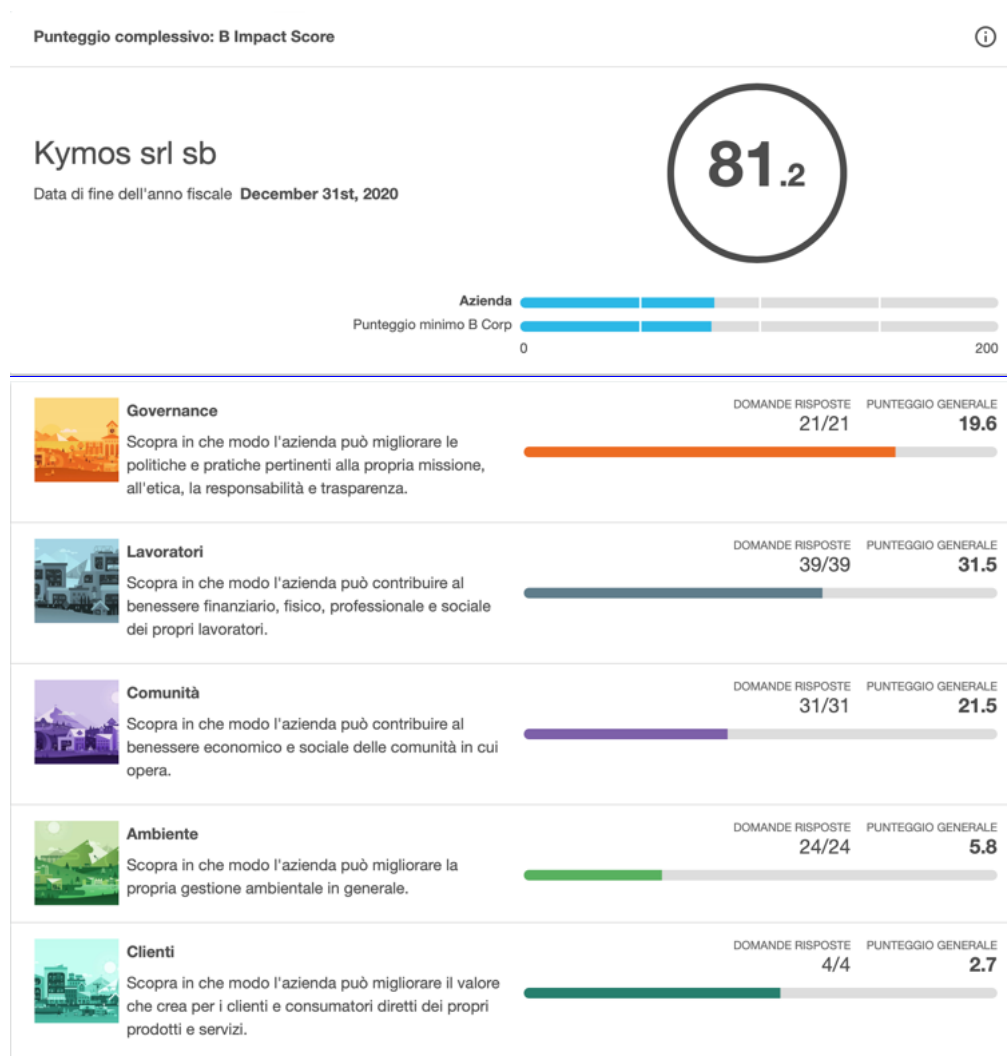 Punteggio complessivo: B Impact Score
Kymos srl sb
Data di fine dell'anno fiscale December 31st, 2020
81.2
Azienda
Punteggio minimo B Corp
0 200
Governance
Scopra in che modo l'azienda può migliorare le
politiche e pratiche pertinenti alla propria missione,
all'etica, la responsabilità e trasparenza.
DOMANDE RISPOSTE PUNTEGGIO GENERALE
21/21 19.6
Lavoratori
Scopra in che modo l'azienda può contribuire al
benessere finanziario, fisico, professionale e sociale
dei propri lavoratori.
DOMANDE RISPOSTE PUNTEGGIO GENERALE
39/39 31.5
Comunità
Scopra in che modo l'azienda può contribuire al
benessere economico e sociale delle comunità in cui
opera.
DOMANDE RISPOSTE PUNTEGGIO GENERALE
31/31 21.5
Ambiente
Scopra in che modo l'azienda può migliorare la
propria gestione ambientale in generale.
DOMANDE RISPOSTE PUNTEGGIO GENERALE
24/24 5.8
Clienti
Scopra in che modo l'azienda può migliorare il valore
che crea per i clienti e consumatori diretti dei propri
prodotti e servizi.
DOMANDE RISPOSTE PUNTEGGIO GENERALE
4/4 2.7